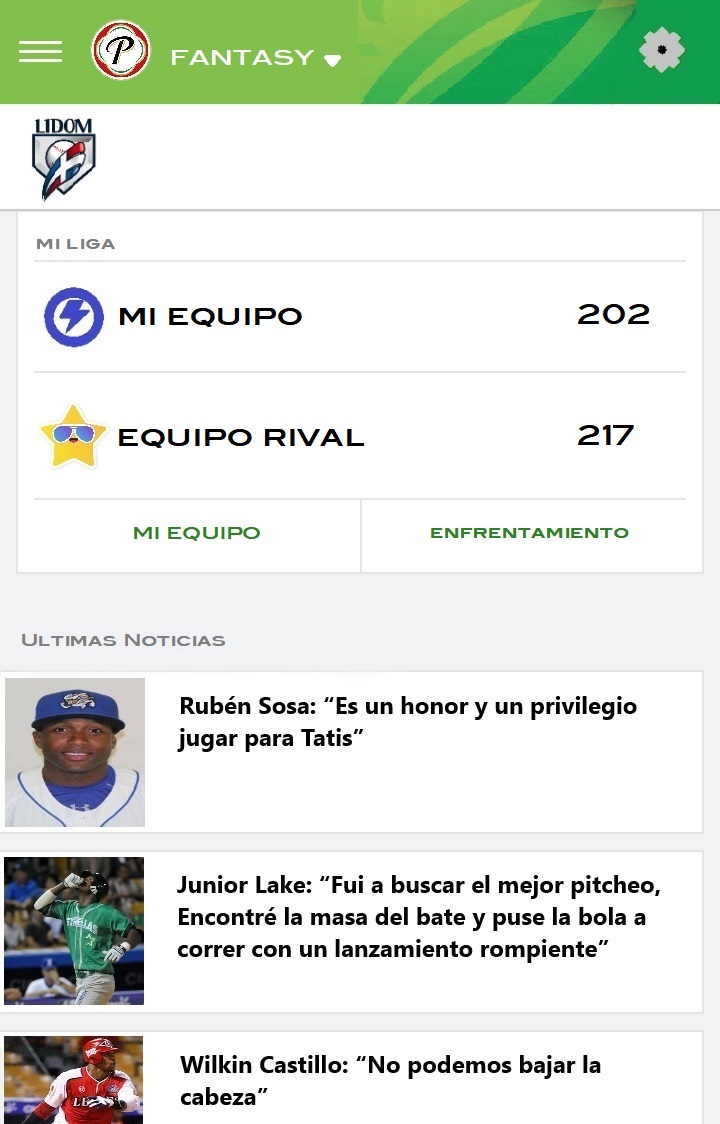 P
FANTASY
LIDOM
MI LIGA
MI EQUIPO 202
EQUIPO RIVAL 217
MI EQUIPO ENFRENTAMIENTO
ULTIMAS NOTICIAS
Rubén Sosa: “Es un honor y un privilegio
jugar para Tatis”
Junior Lake: “Fui a buscar el mejor pitcheo,
Encontré la masa del bate y puse la bola a
correr con un lanzamiento rompiente”
Wilkin Castillo: “No podemos bajar la
cabeza”